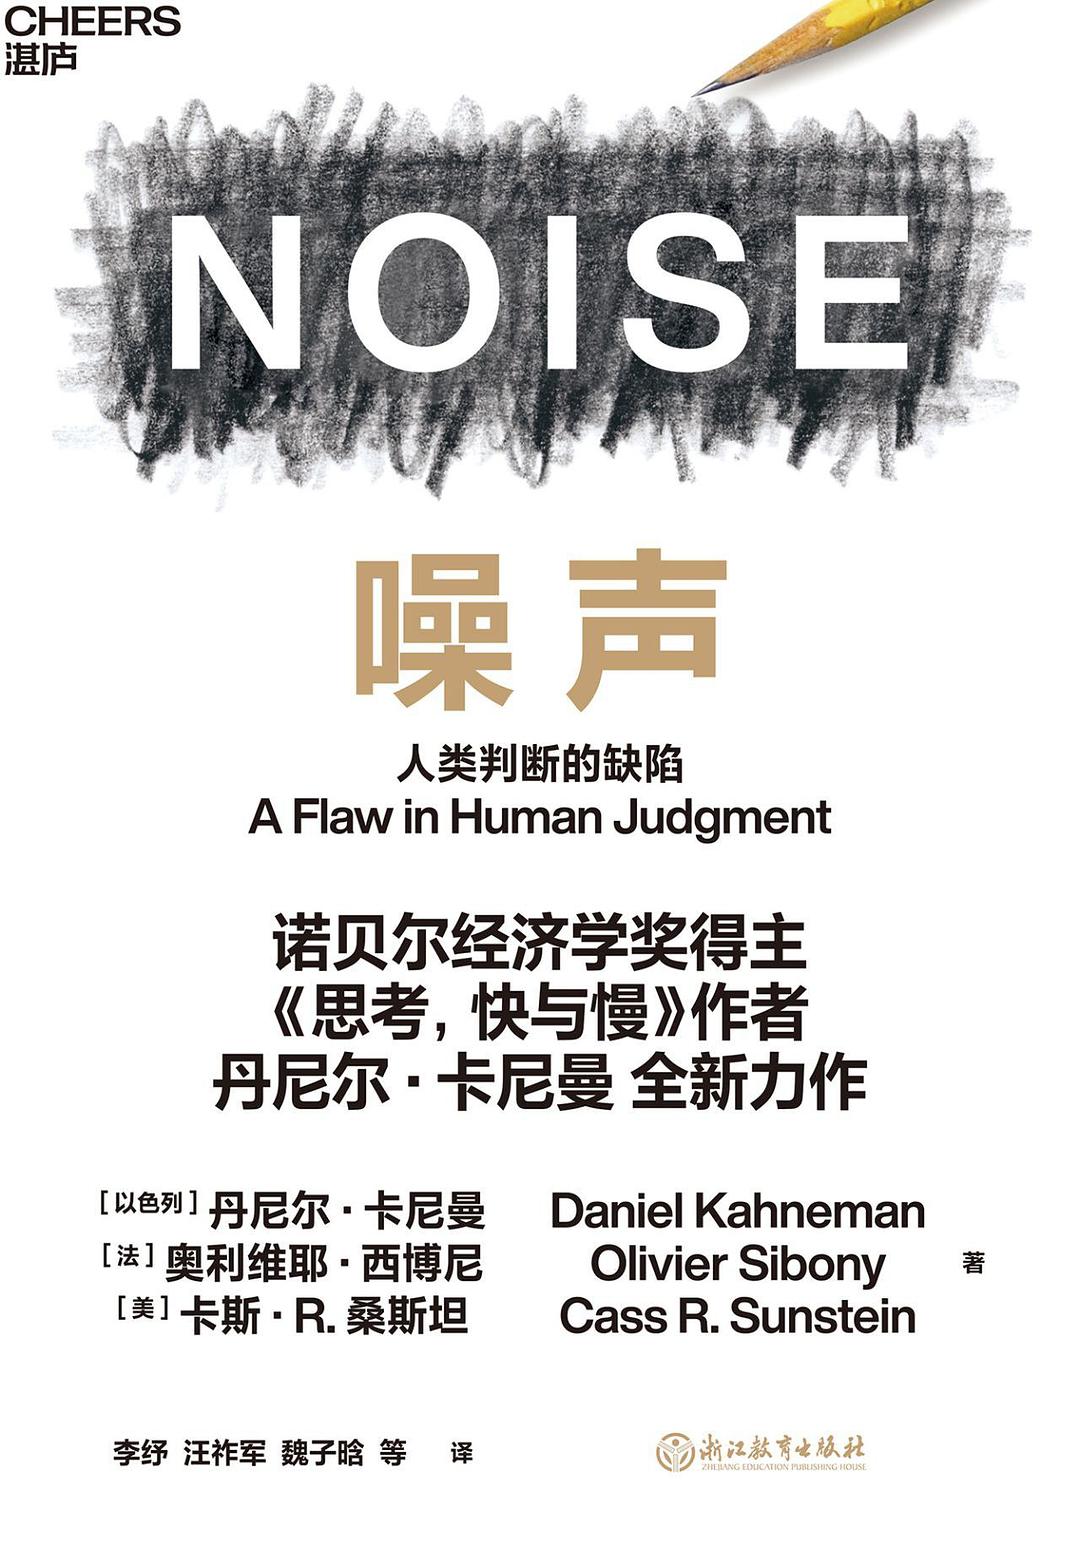 CHEERS
湛庐
NOISE
噪声
人类判断的缺陷
A Flaw in Human Judgment
诺贝尔经济学奖得主
《思考，快与慢》作者
丹尼尔·卡尼曼 全新力作
[以色列] 丹尼尔·卡尼曼 Daniel Kahneman
[法] 奥利维耶·西博尼 Olivier Sibony 著
[美] 卡斯·R. 桑斯坦 Cass R. Sunstein
李纾 汪祚军 魏子晗 等 译
浙江教育出版社
ZHEJIANG EDUCATION PUBLISHING HOUSE